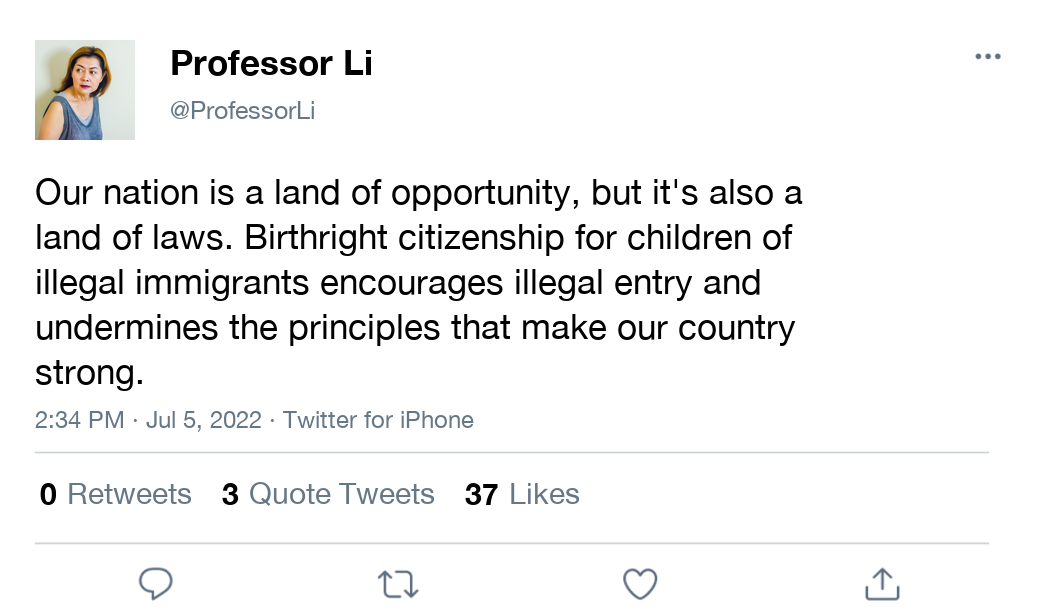 Professor Li
@ProfessorLi
Our nation is a land of opportunity, but it's also a
land of laws. Birthright citizenship for children of
illegal immigrants encourages illegal entry and
undermines the principles that make our country
strong.
2:34 PM · Jul 5, 2022 · Twitter for iPhone
0 Retweets 3 Quote Tweets 37 Likes